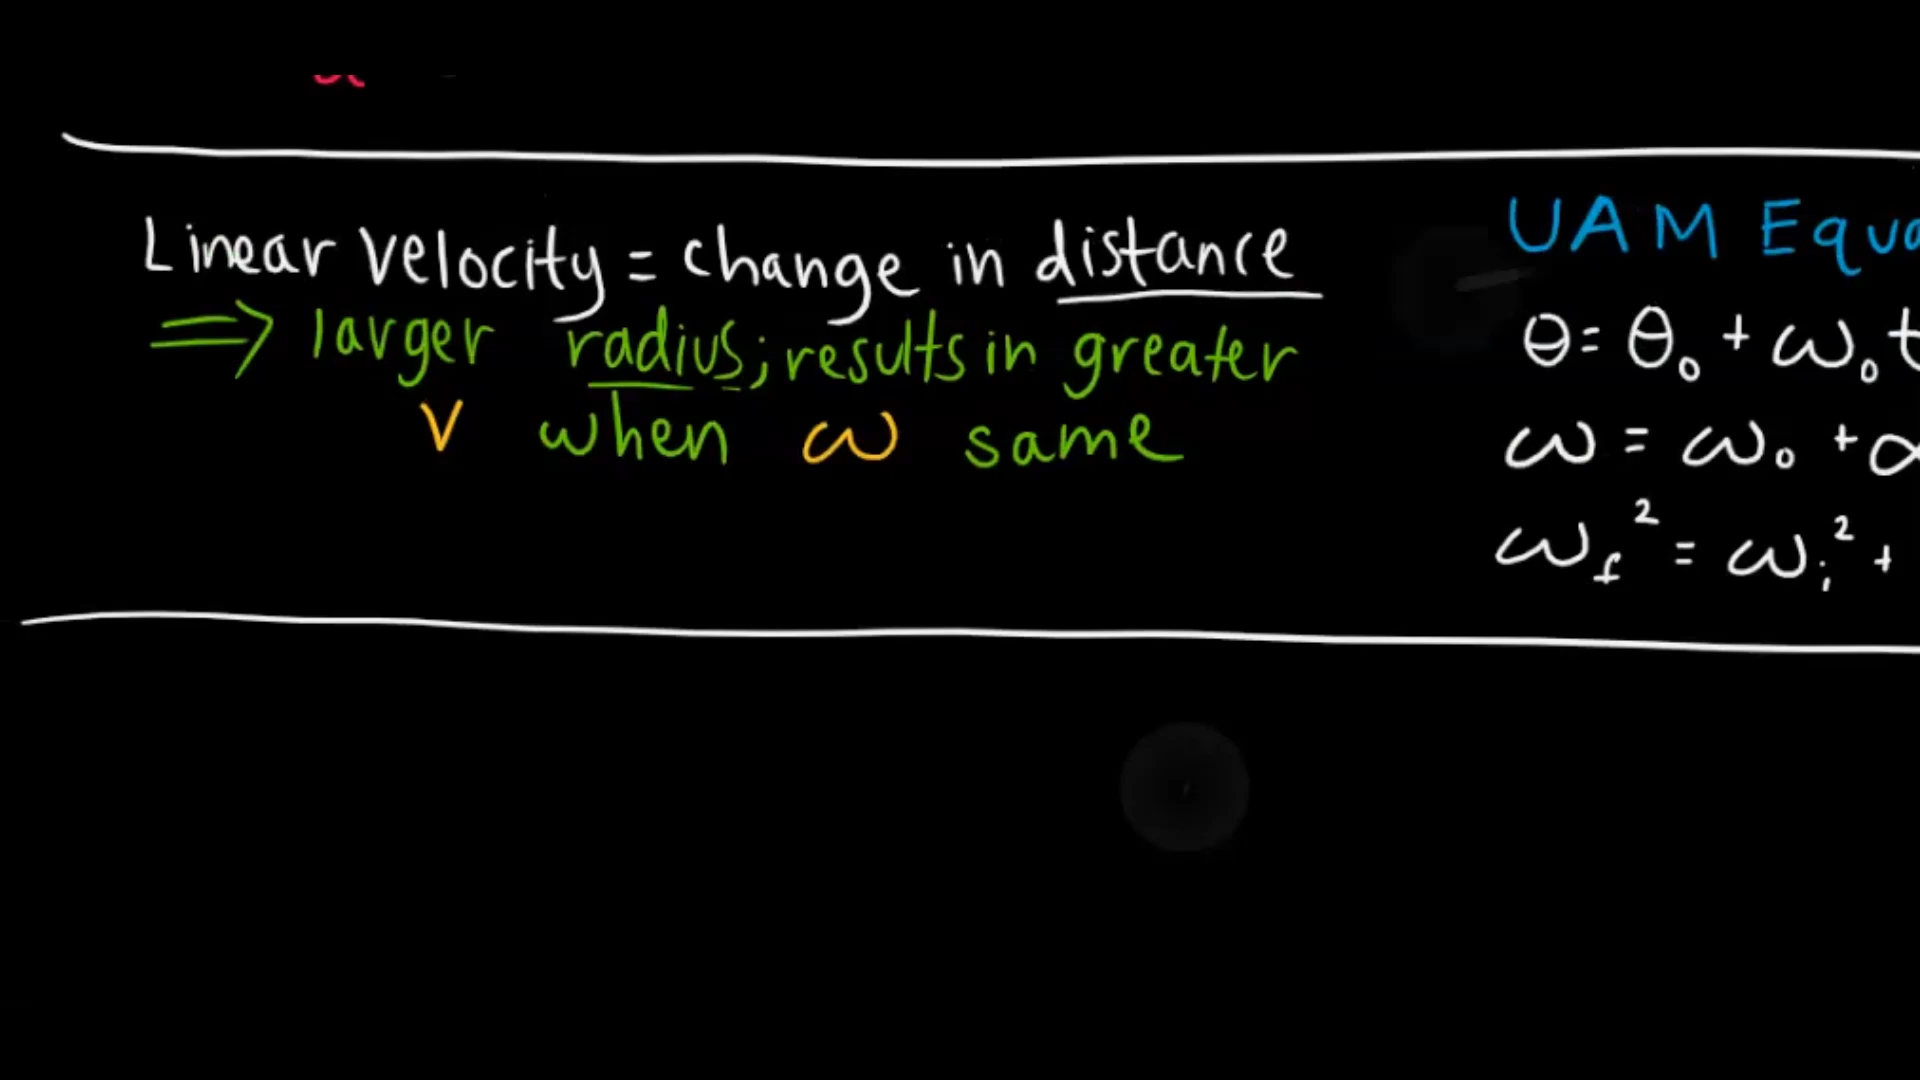 Linear Velocity = change in distance
⟹ larger radius; results in greater
v when ω same
UAM Equa
θ = θ₀ + ω₀t
ω = ω₀ + α
ω_f² = ω_i² +